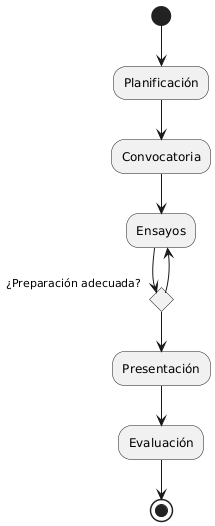 Planificación
Convocatoria
Ensayos
¿Preparación adecuada?
Presentación
Evaluación